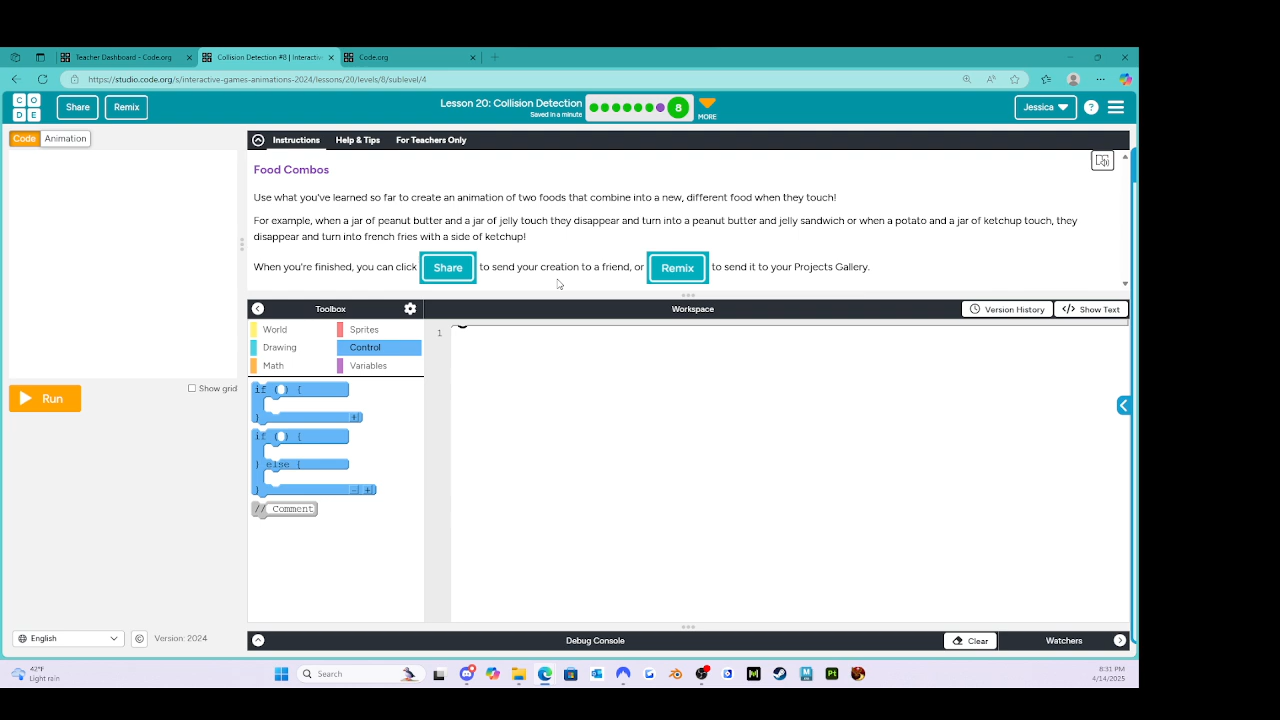 Teacher Dashboard - Code.org
Collision Detection #8 | Interactiv
Code.org
https://studio.code.org/s/interactive-games-animations-2024/lessons/20/levels/8/sublevel/4
CO
DE
Share
Remix
Lesson 20: Collision Detection
Saved in a minute
8
MORE
Jessica
?
Code
Animation
Instructions
Help & Tips
For Teachers Only
Food Combos
Use what you've learned so far to create an animation of two foods that combine into a new, different food when they touch!
For example, when a jar of peanut butter and a jar of jelly touch they disappear and turn into a peanut butter and jelly sandwich or when a potato and a jar of ketchup touch, they
disappear and turn into french fries with a side of ketchup!
When you're finished, you can click Share to send your creation to a friend, or Remix to send it to your Projects Gallery.
Toolbox
Workspace
Version History
</> Show Text
World
Sprites
Drawing
Control
Math
Variables
1
if ( ) {
}
if ( ) {
} else {
}
// Comment
Run
Show grid
English
Version: 2024
Debug Console
Clear
Watchers
42°F
Light rain
Search
8:31 PM
4/14/2025